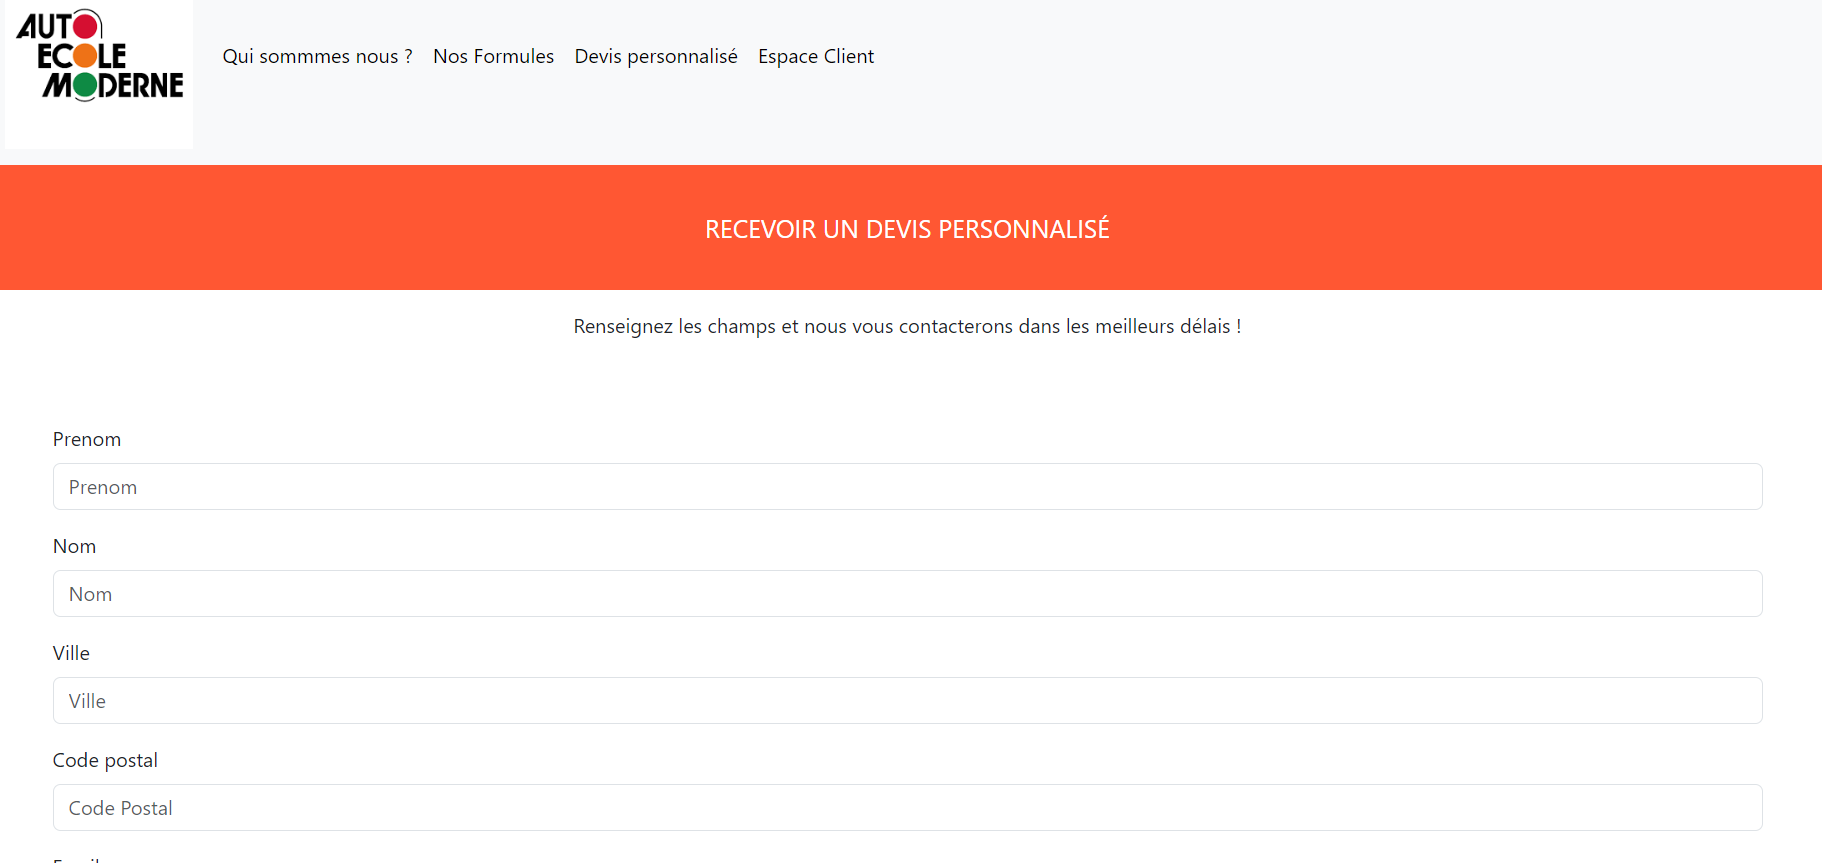 AUTO
ECOLE
MODERNE
Qui sommmes nous ? Nos Formules Devis personnalisé Espace Client
RECEVOIR UN DEVIS PERSONNALISÉ
Renseignez les champs et nous vous contacterons dans les meilleurs délais !
Prenom
Prenom
Nom
Nom
Ville
Ville
Code postal
Code Postal